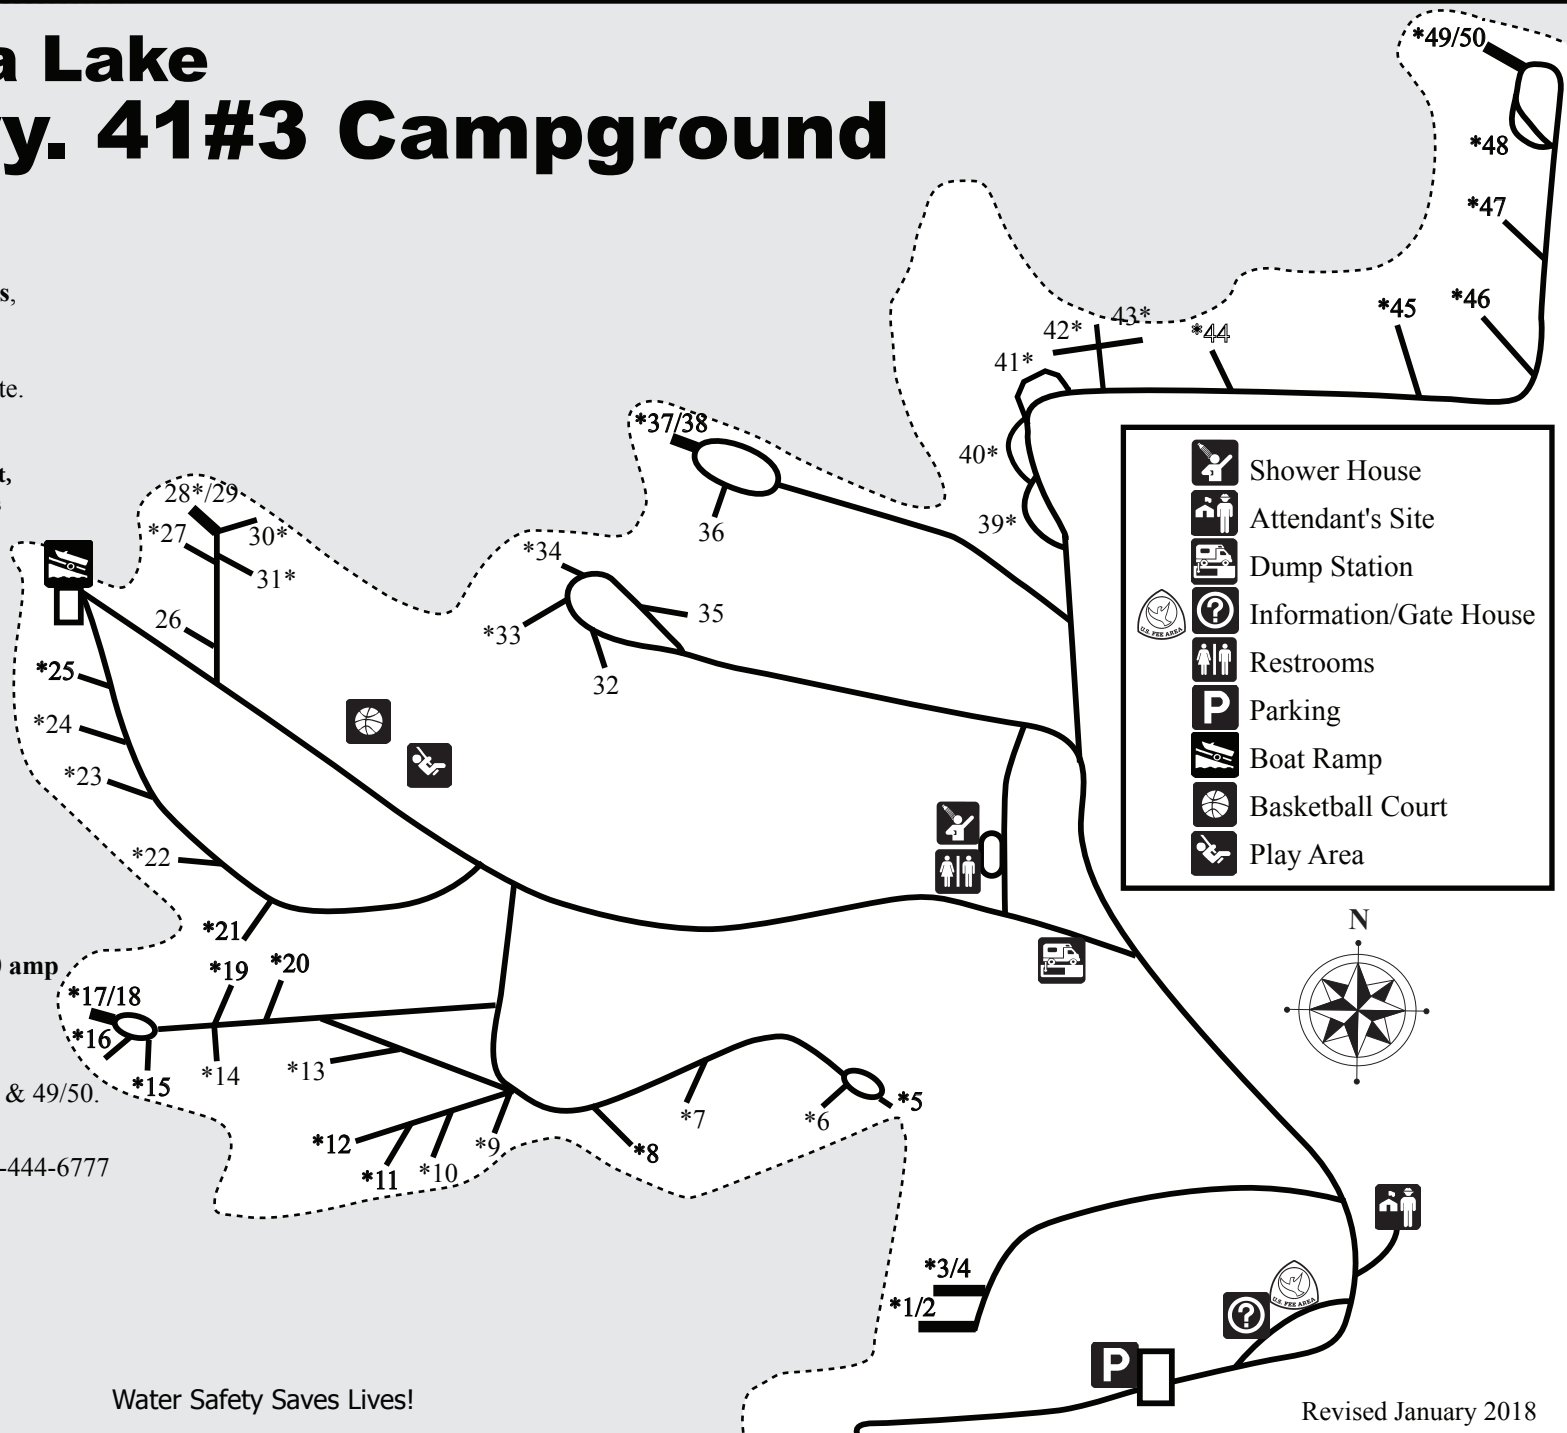 a Lake
y. 41#3 Campground
s,
te.
t,
amp
& 49/50.
-444-6777
*49/50
*48
*47
*46
*45
*44
43*
42*
41*
40*
39*
*37/38
36
*34
35
*33
32
28*/29
30*
*27
31*
26
*25
*24
*23
*22
*21
*20
*19
*17/18
*16
*15
*14
*13
*12
*11
*10
*9
*8
*7
*6
*5
*3/4
*1/2
Shower House
Attendant's Site
Dump Station
U.S. FEE AREA
? Information/Gate House
Restrooms
P Parking
Boat Ramp
Basketball Court
Play Area
N
U.S. FEE AREA
?
P
Water Safety Saves Lives!
Revised January 2018